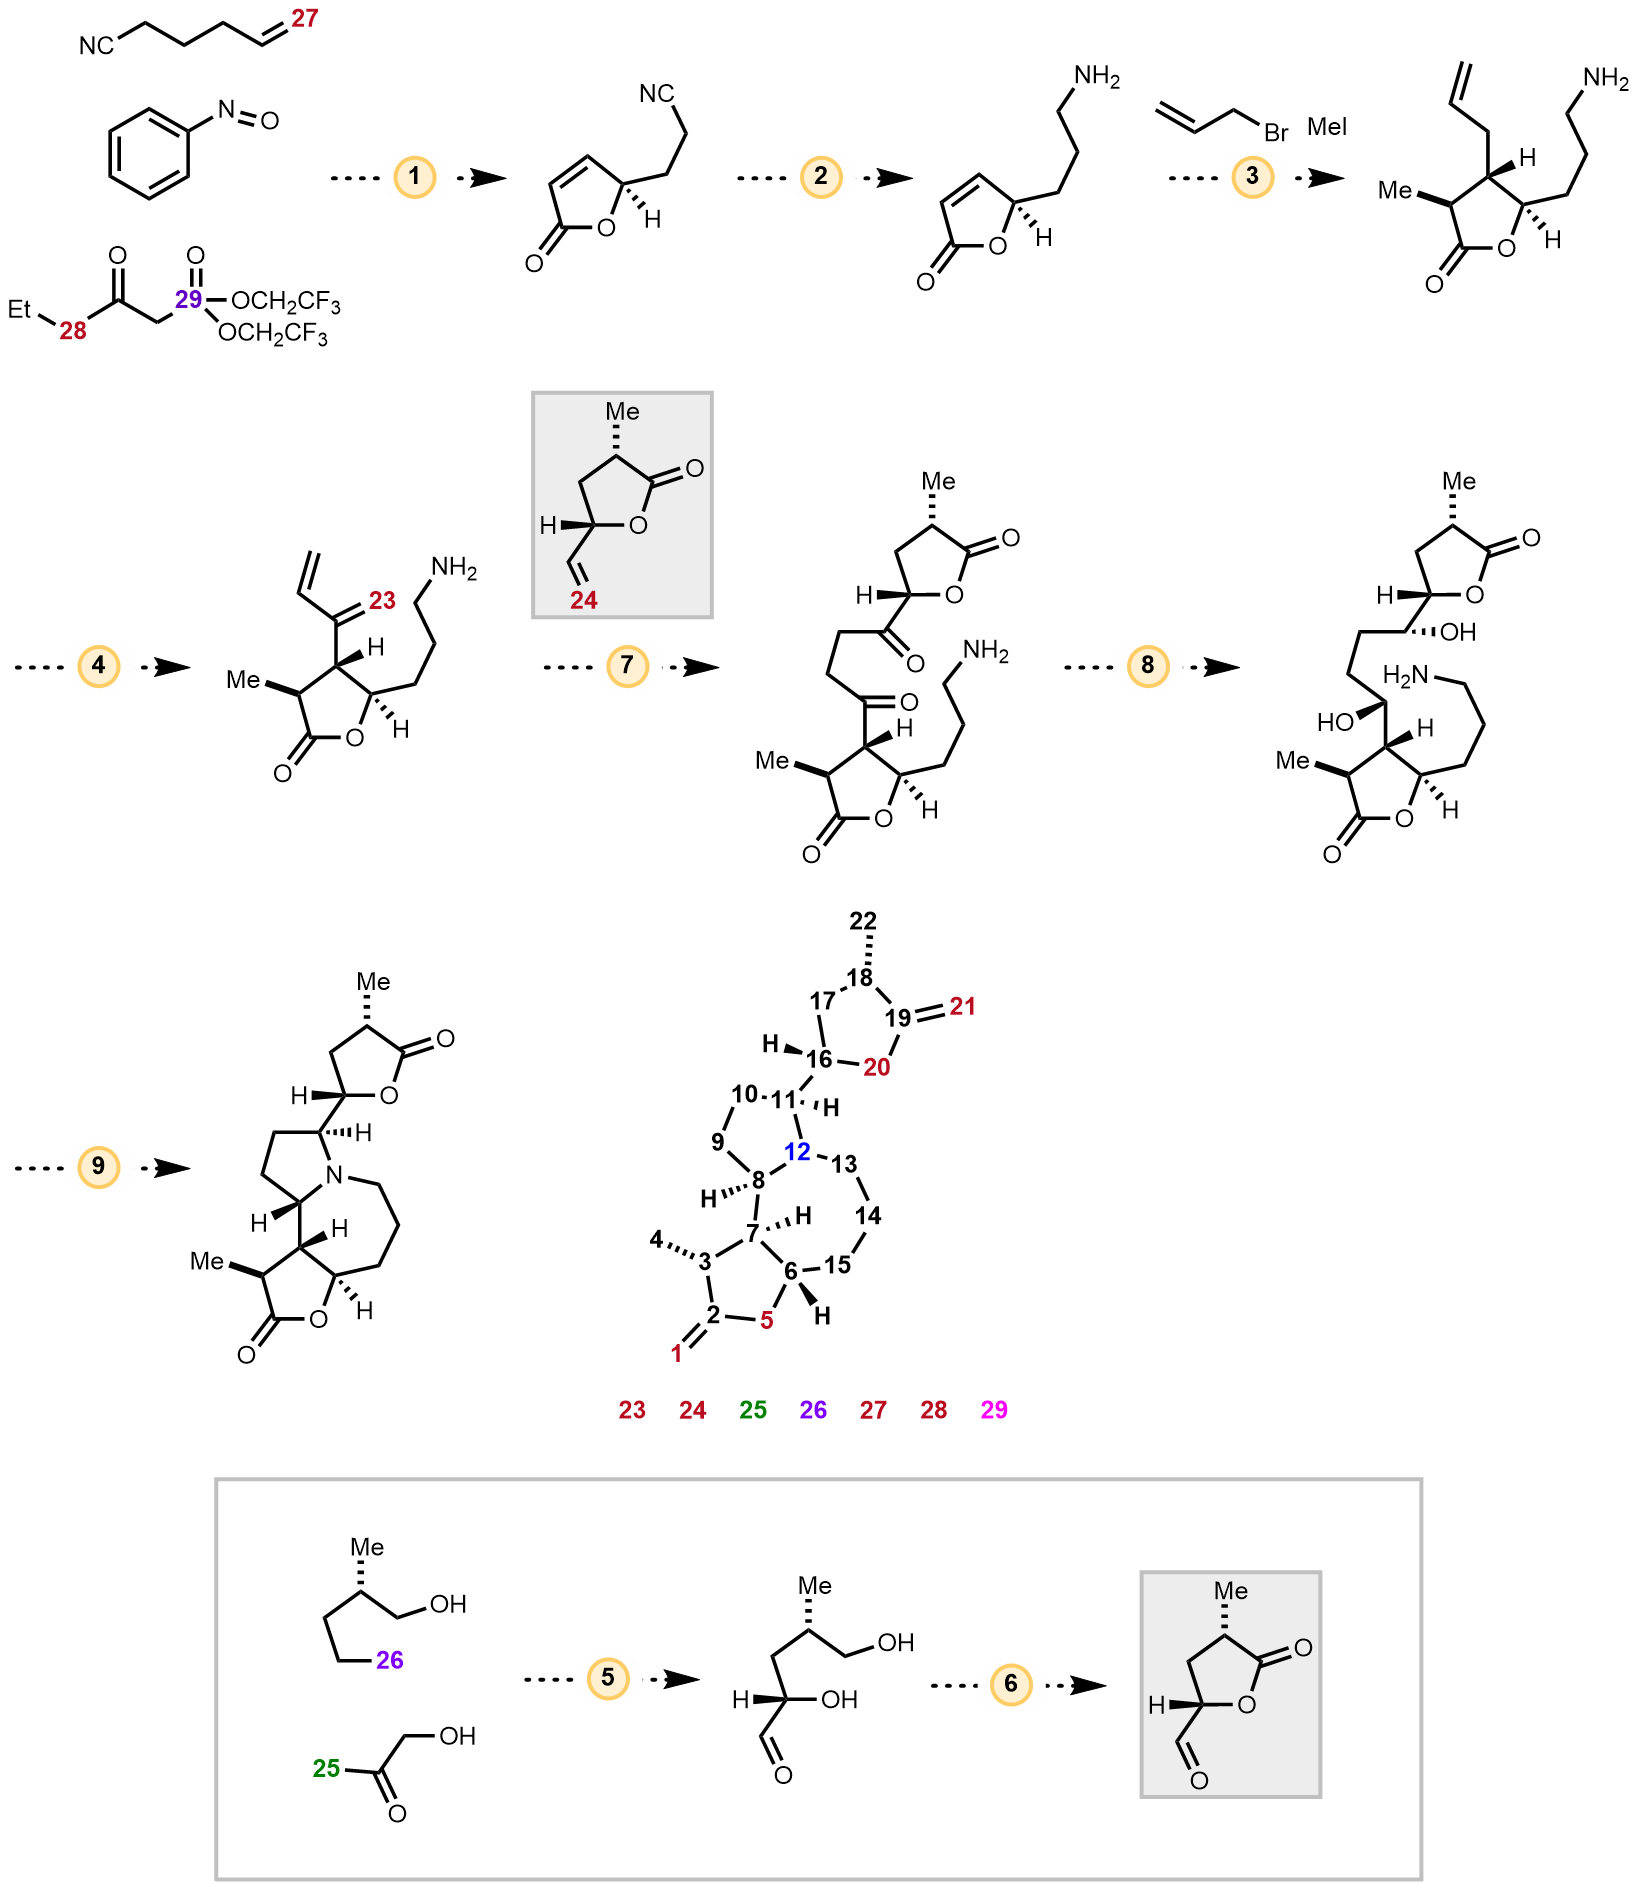 NC 27
N O
1
O O
Et 28 29 OCH2CF3
OCH2CF3
NC
O O H
2
NH2
O O H
Br MeI
3
NH2
H
Me
O O H
4
NH2
23
H
Me
O O H
Me
O
H O
24
7
Me
O
H O
O
NH2
O
H
Me
O O H
8
Me
O
H O
OH
H2N
HO
H
Me
O O H
9
Me
O
H O
H
N
H H
Me
O O H
22
18
17
19 21
H 16 20
10 11 H
9 12 13
8
H 14
4 7 H
3 6 15
2 5 H
1
23 24 25 26 27 28 29
Me
OH
26
OH
25
O
5
Me
OH
H OH
O
6
Me
O
H O
O